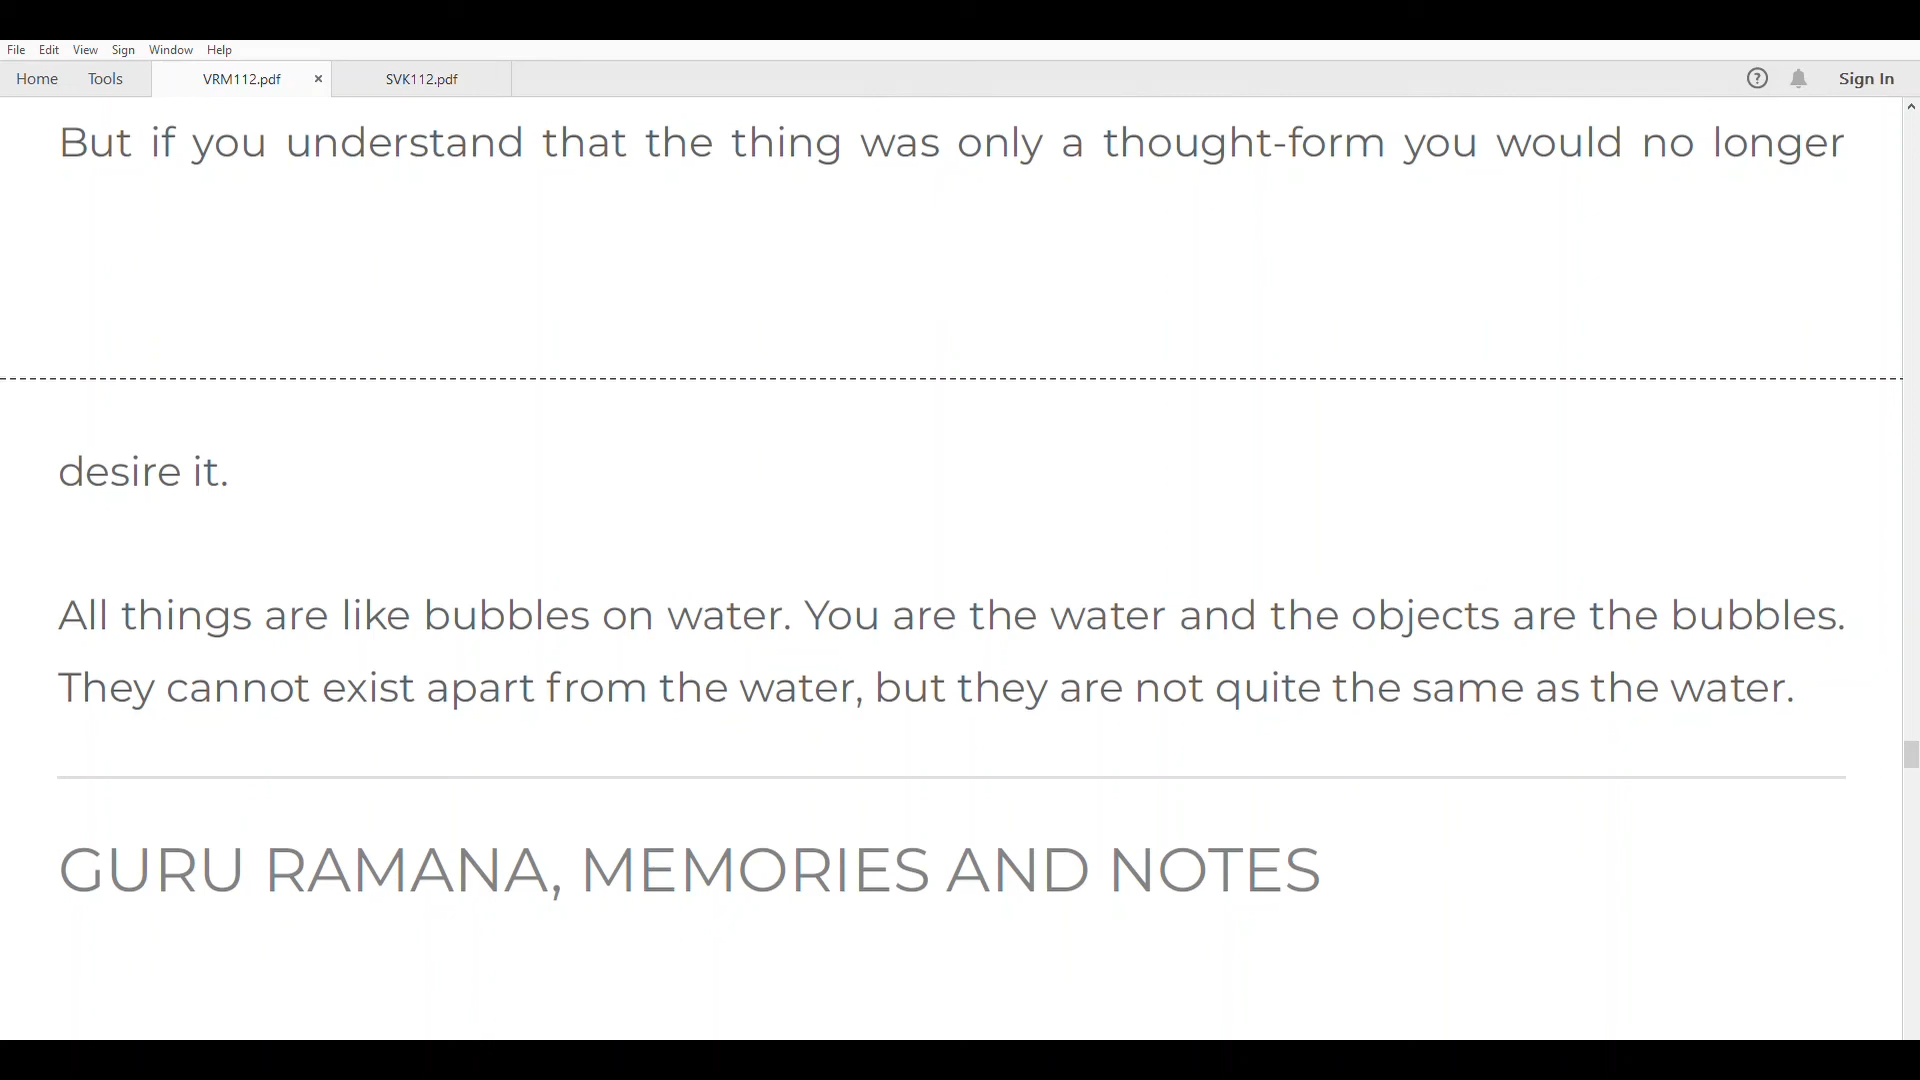 File Edit View Sign Window Help
Home Tools VRM112.pdf × SVK112.pdf ? Sign In
But if you understand that the thing was only a thought-form you would no longer
desire it.
All things are like bubbles on water. You are the water and the objects are the bubbles.
They cannot exist apart from the water, but they are not quite the same as the water.
GURU RAMANA, MEMORIES AND NOTES